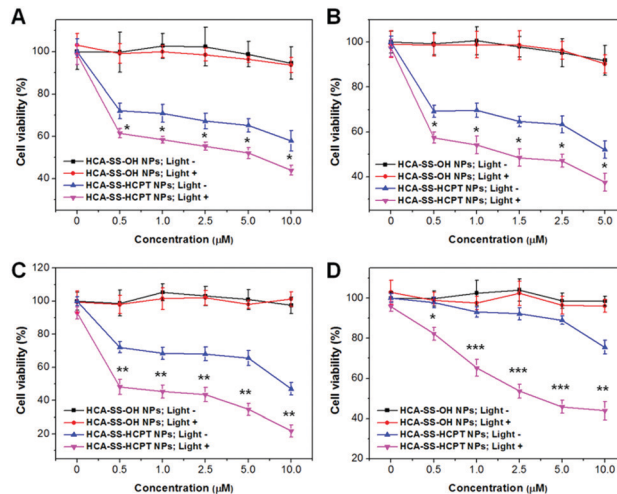 A
Cell viability (%)
100
80
60
40
* * * * *
HCA-SS-OH NPs; Light -
HCA-SS-OH NPs; Light +
HCA-SS-HCPT NPs; Light -
HCA-SS-HCPT NPs; Light +
0 0.5 1.0 2.5 5.0 10.0
Concentration (μM)
B
Cell viability (%)
100
80
60
40
* * * * *
HCA-SS-OH NPs; Light -
HCA-SS-OH NPs; Light +
HCA-SS-HCPT NPs; Light -
HCA-SS-HCPT NPs; Light +
0 0.5 1.0 1.5 2.5 5.0
Concentration (μM)
C
Cell viability (%)
120
100
80
60
40
20
** ** ** ** **
HCA-SS-OH NPs; Light -
HCA-SS-OH NPs; Light +
HCA-SS-HCPT NPs; Light -
HCA-SS-HCPT NPs; Light +
0 0.5 1.0 2.5 5.0 10.0
Concentration (μM)
D
Cell viability (%)
100
80
60
40
20
* *** *** *** **
HCA-SS-OH NPs; Light -
HCA-SS-OH NPs; Light +
HCA-SS-HCPT NPs; Light -
HCA-SS-HCPT NPs; Light +
0 0.5 1.0 2.5 5.0 10.0
Concentration (μM)